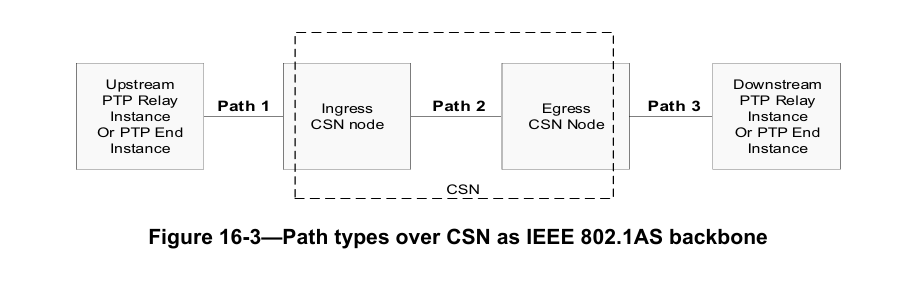 Upstream
PTP Relay
Instance
Or PTP End
Instance
Path 1
Ingress
CSN node
Path 2
Egress
CSN Node
Path 3
Downstream
PTP Relay
Instance
Or PTP End
Instance
CSN
Figure 16-3—Path types over CSN as IEEE 802.1AS backbone